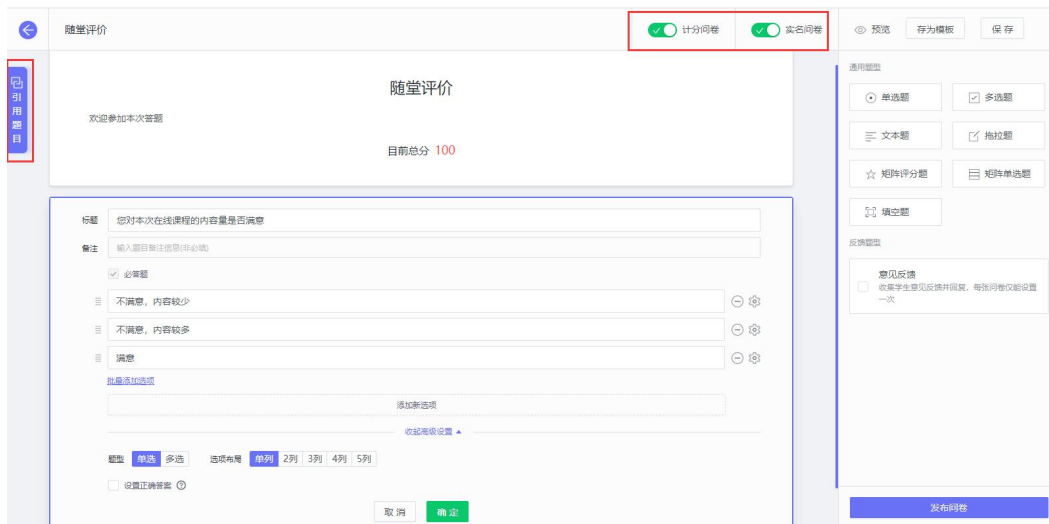 随堂评价
计分问卷
实名问卷
预览
存为模板
保存
引用题目
随堂评价
欢迎参加本次答题
目前总分 100
标题 您对本次在线课程的内容量是否满意
备注 输入题目备注信息(非必填)
必答题
不满意，内容较少
不满意，内容较多
满意
批量添加选项
添加新选项
收起高级设置
题型 单选 多选 选项布局 单列 2列 3列 4列 5列
设置正确答案
取消 确定
通用题型
单选题 多选题
文本题 拖拉题
矩阵评分题 矩阵单选题
填空题
反馈题型
意见反馈
收集学生意见反馈并回复，每张问卷仅能设置
一次
发布问卷